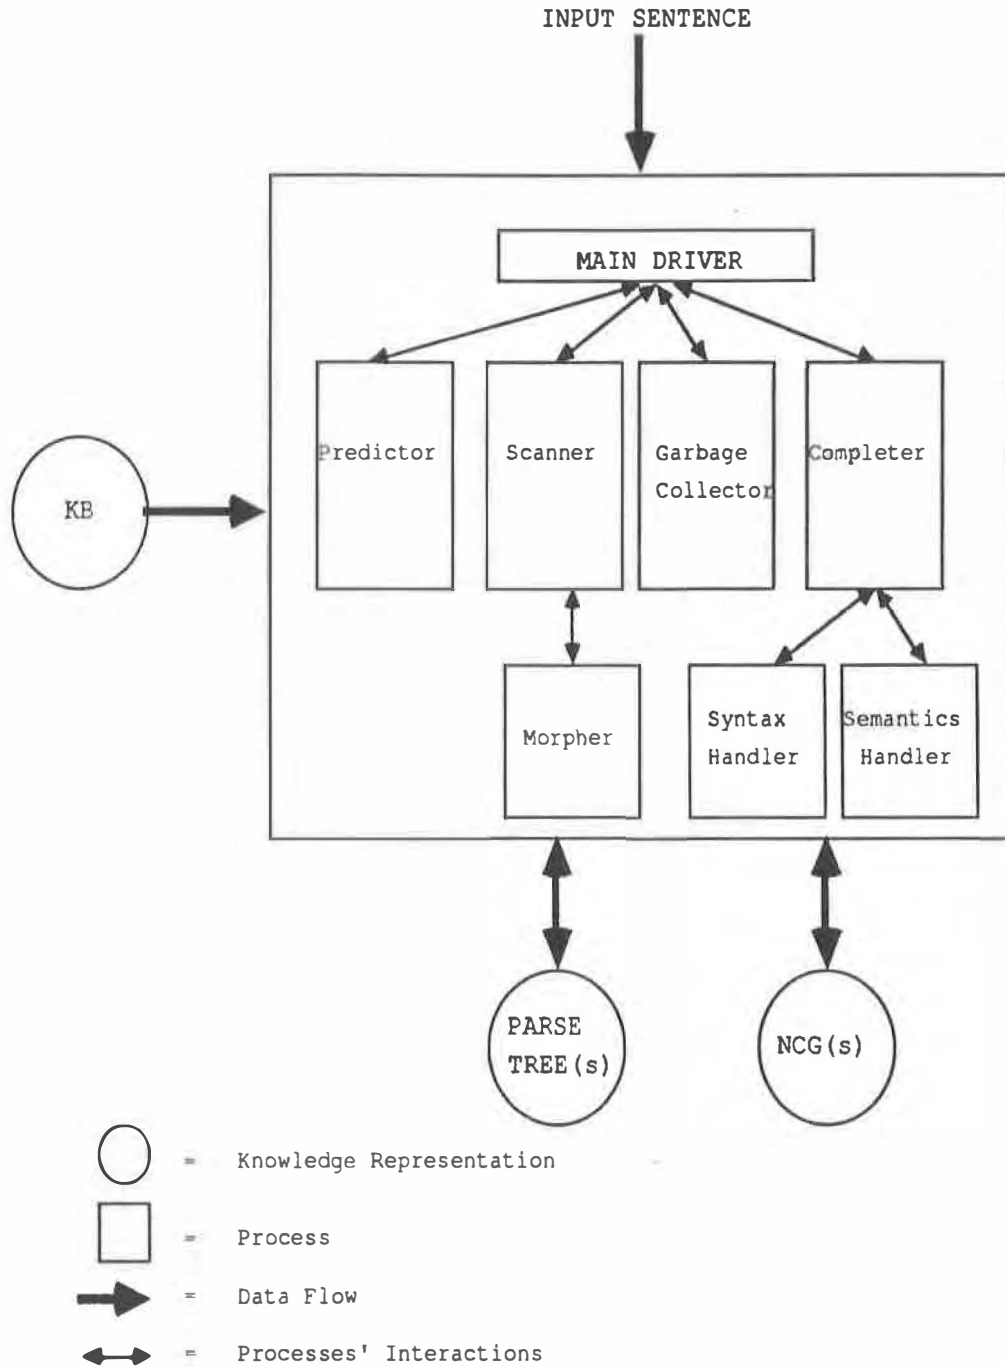 INPUT SENTENCE
MAIN DRIVER
Predictor
Scanner
Garbage
Collector
Completer
KB
Morpher
Syntax
Handler
Semantics
Handler
PARSE
TREE(s)
NCG(s)
= Knowledge Representation
= Process
= Data Flow
= Processes' Interactions